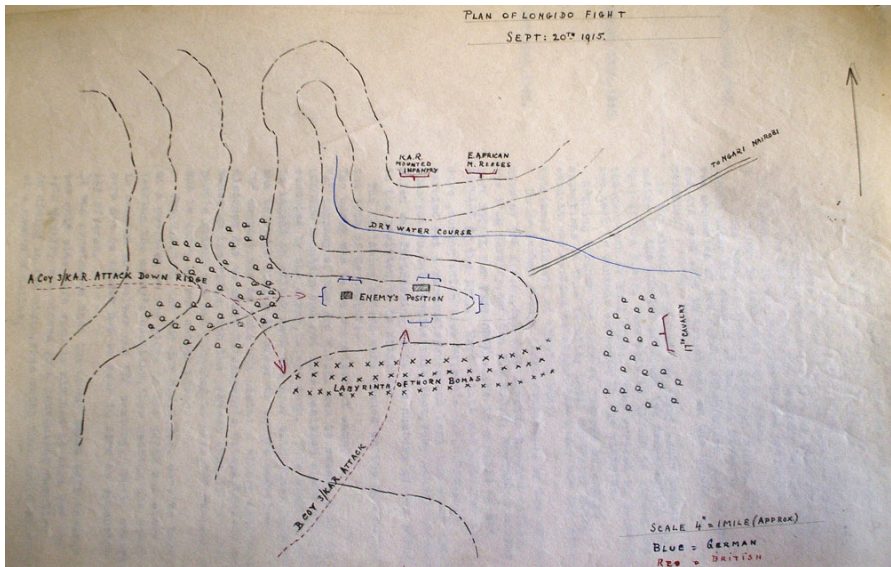 PLAN OF LONGIDO FIGHT
SEPT: 20TH 1915.
K.A.R.
MOUNTED
INFANTRY
E.AFRICAN
M. RIFLES
TO NGARI NAIROBI
DRY WATER COURSE
A COY 3/KAR. ATTACK DOWN RIDGE
ENEMY'S POSITION
17TH CAVALRY
LABYRINTH OF THORN BOMAS
B COY 3/KAR. ATTACK
SCALE 4" = 1 MILE (APPROX)
BLUE = GERMAN
RED = BRITISH